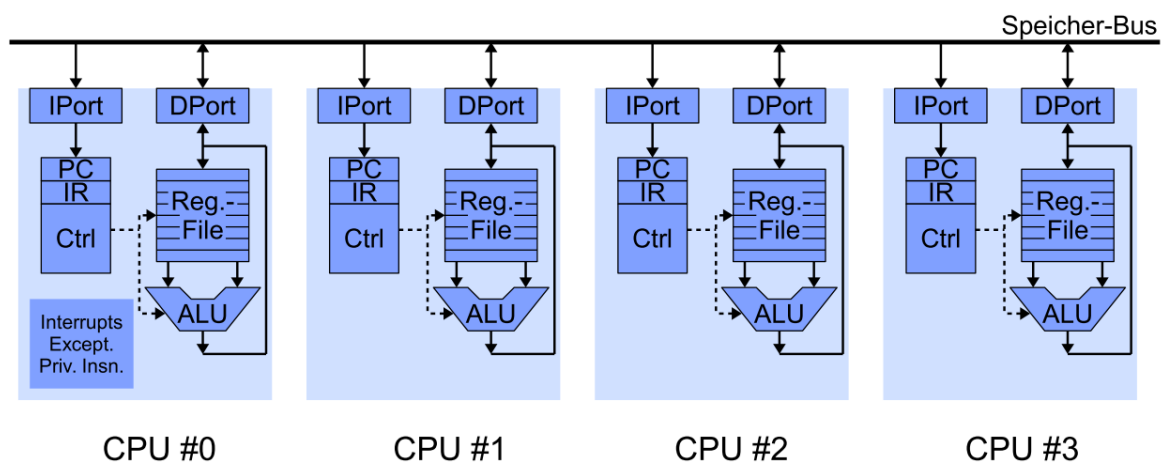 Speicher-Bus
IPort DPort IPort DPort IPort DPort IPort DPort
PC PC PC PC
IR IR IR IR
Reg.- Reg.- Reg.- Reg.-
File File File File
Ctrl Ctrl Ctrl Ctrl
ALU ALU ALU ALU
Interrupts
Except.
Priv. Insn.
CPU #0 CPU #1 CPU #2 CPU #3